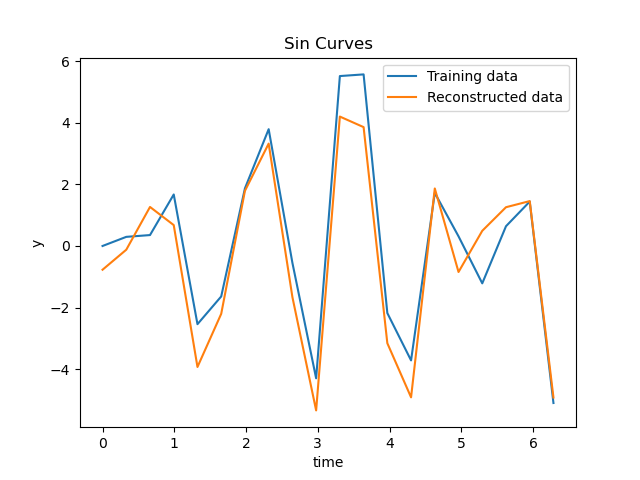 Sin Curves
Training data
Reconstructed data
y
6
4
2
0
−2
−4
0 1 2 3 4 5 6
time